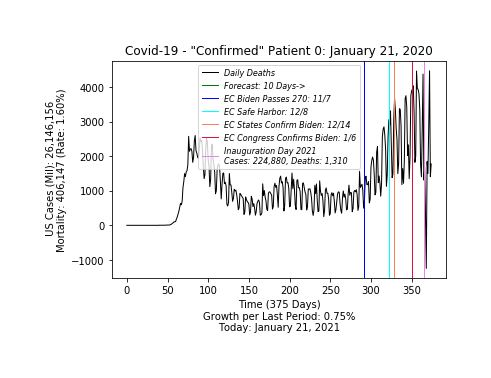 Covid-19 - "Confirmed" Patient 0: January 21, 2020
US Cases (Mil): 26,146,156
Mortality: 406,147 (Rate: 1.60%)
4000
3000
2000
1000
0
−1000
Daily Deaths
Forecast: 10 Days->
EC Biden Passes 270: 11/7
EC Safe Harbor: 12/8
EC States Confirm Biden: 12/14
EC Congress Confirms Biden: 1/6
Inauguration Day 2021
Cases: 224,880, Deaths: 1,310
0 50 100 150 200 250 300 350
Time (375 Days)
Growth per Last Period: 0.75%
Today: January 21, 2021